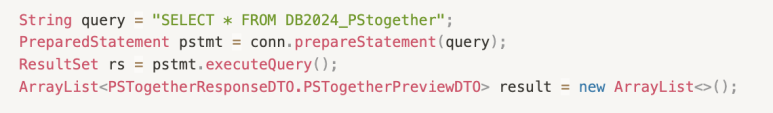 String query = "SELECT * FROM DB2024_PStogether";
PreparedStatement pstmt = conn.prepareStatement(query);
ResultSet rs = pstmt.executeQuery();
ArrayList<PSTogetherResponseDTO.PSTogetherPreviewDTO> result = new ArrayList<>();